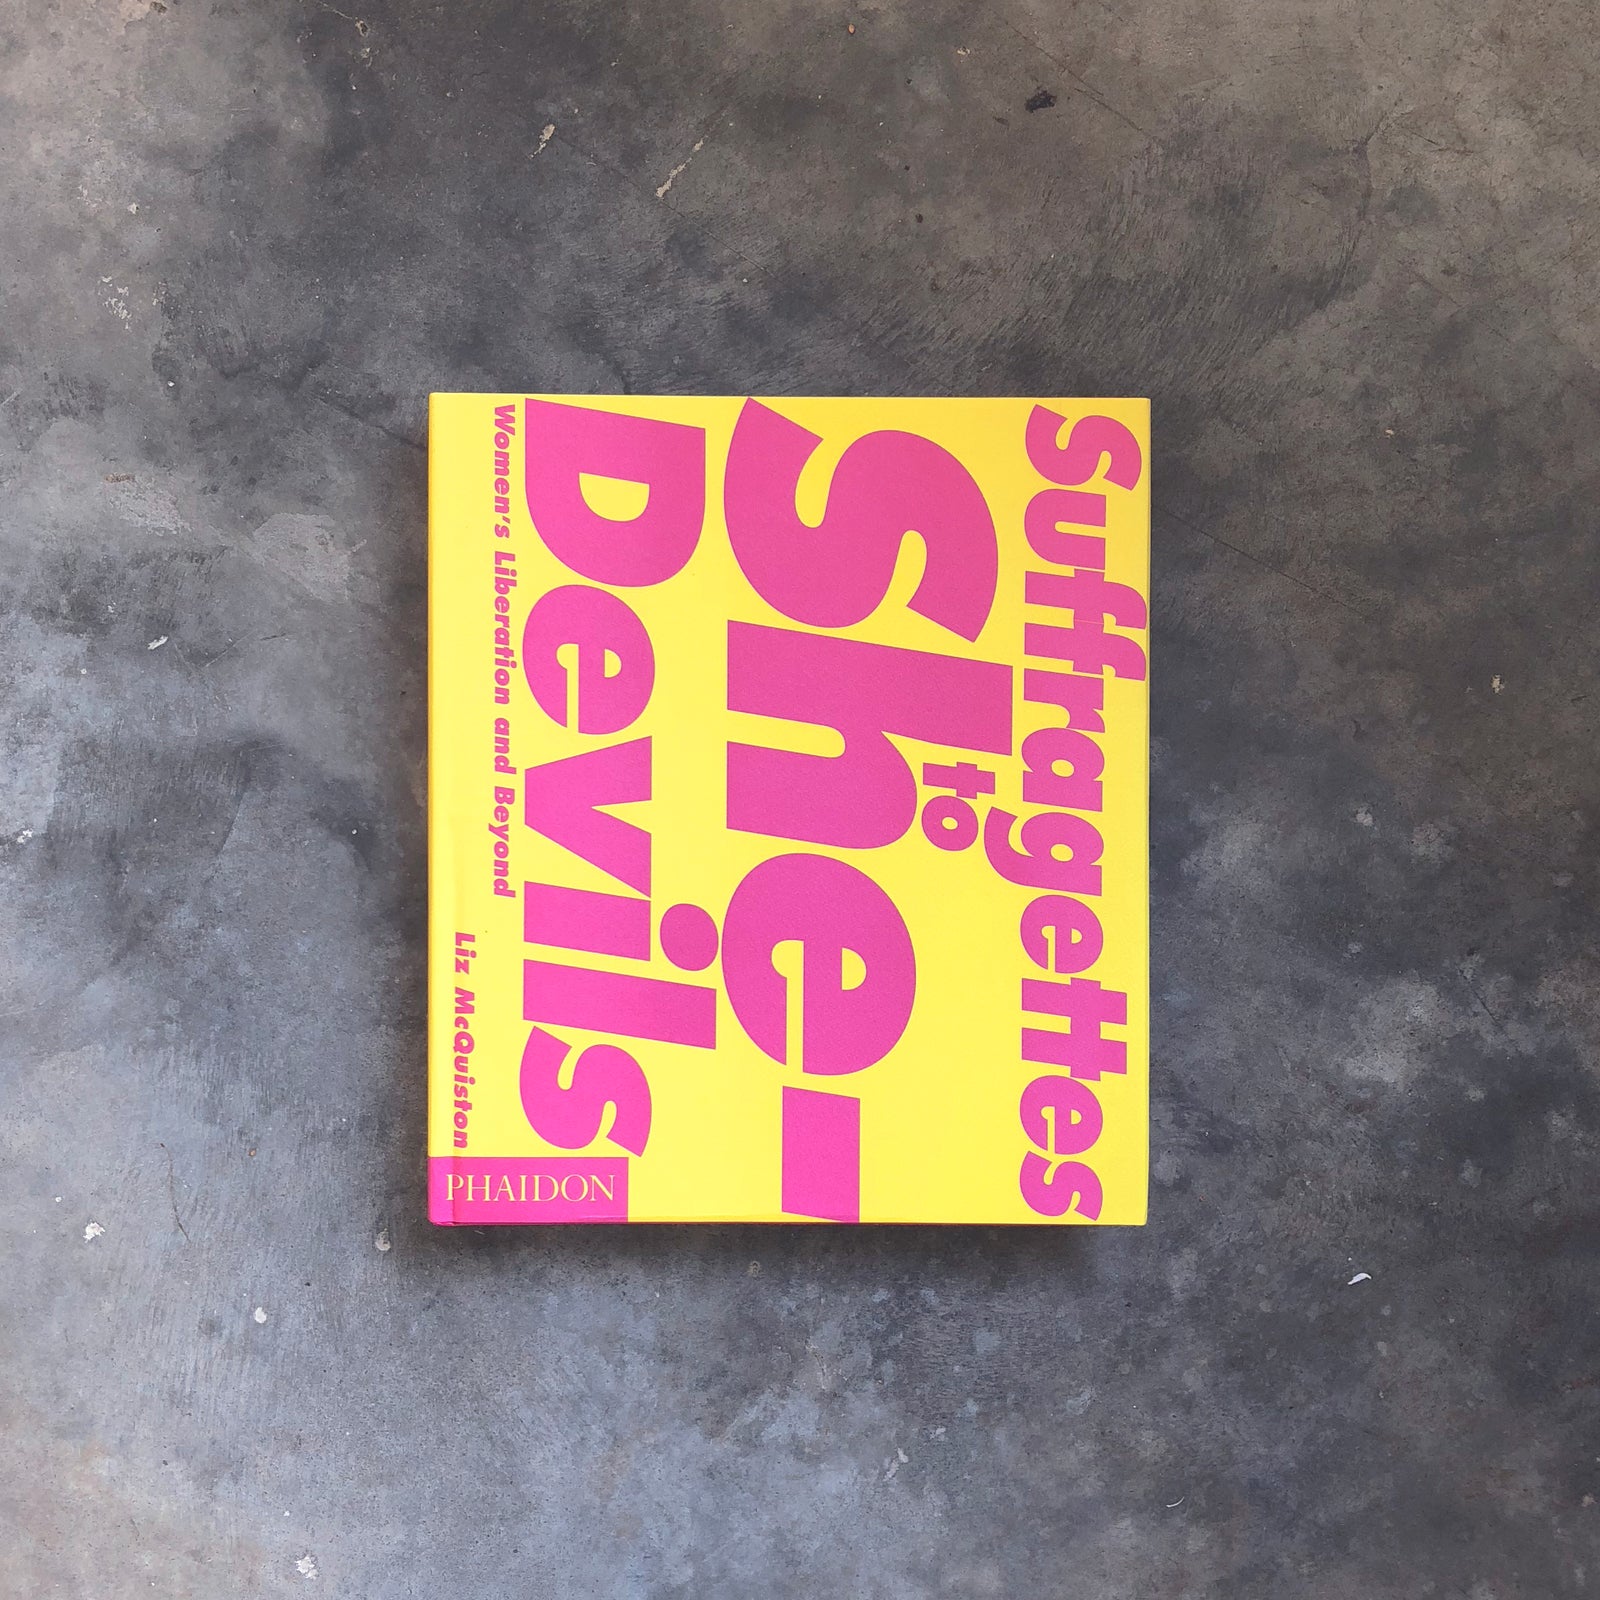 Suffragettes
to
She-
Devils
Women's Liberation and Beyond
Liz McQuiston
PHAIDON